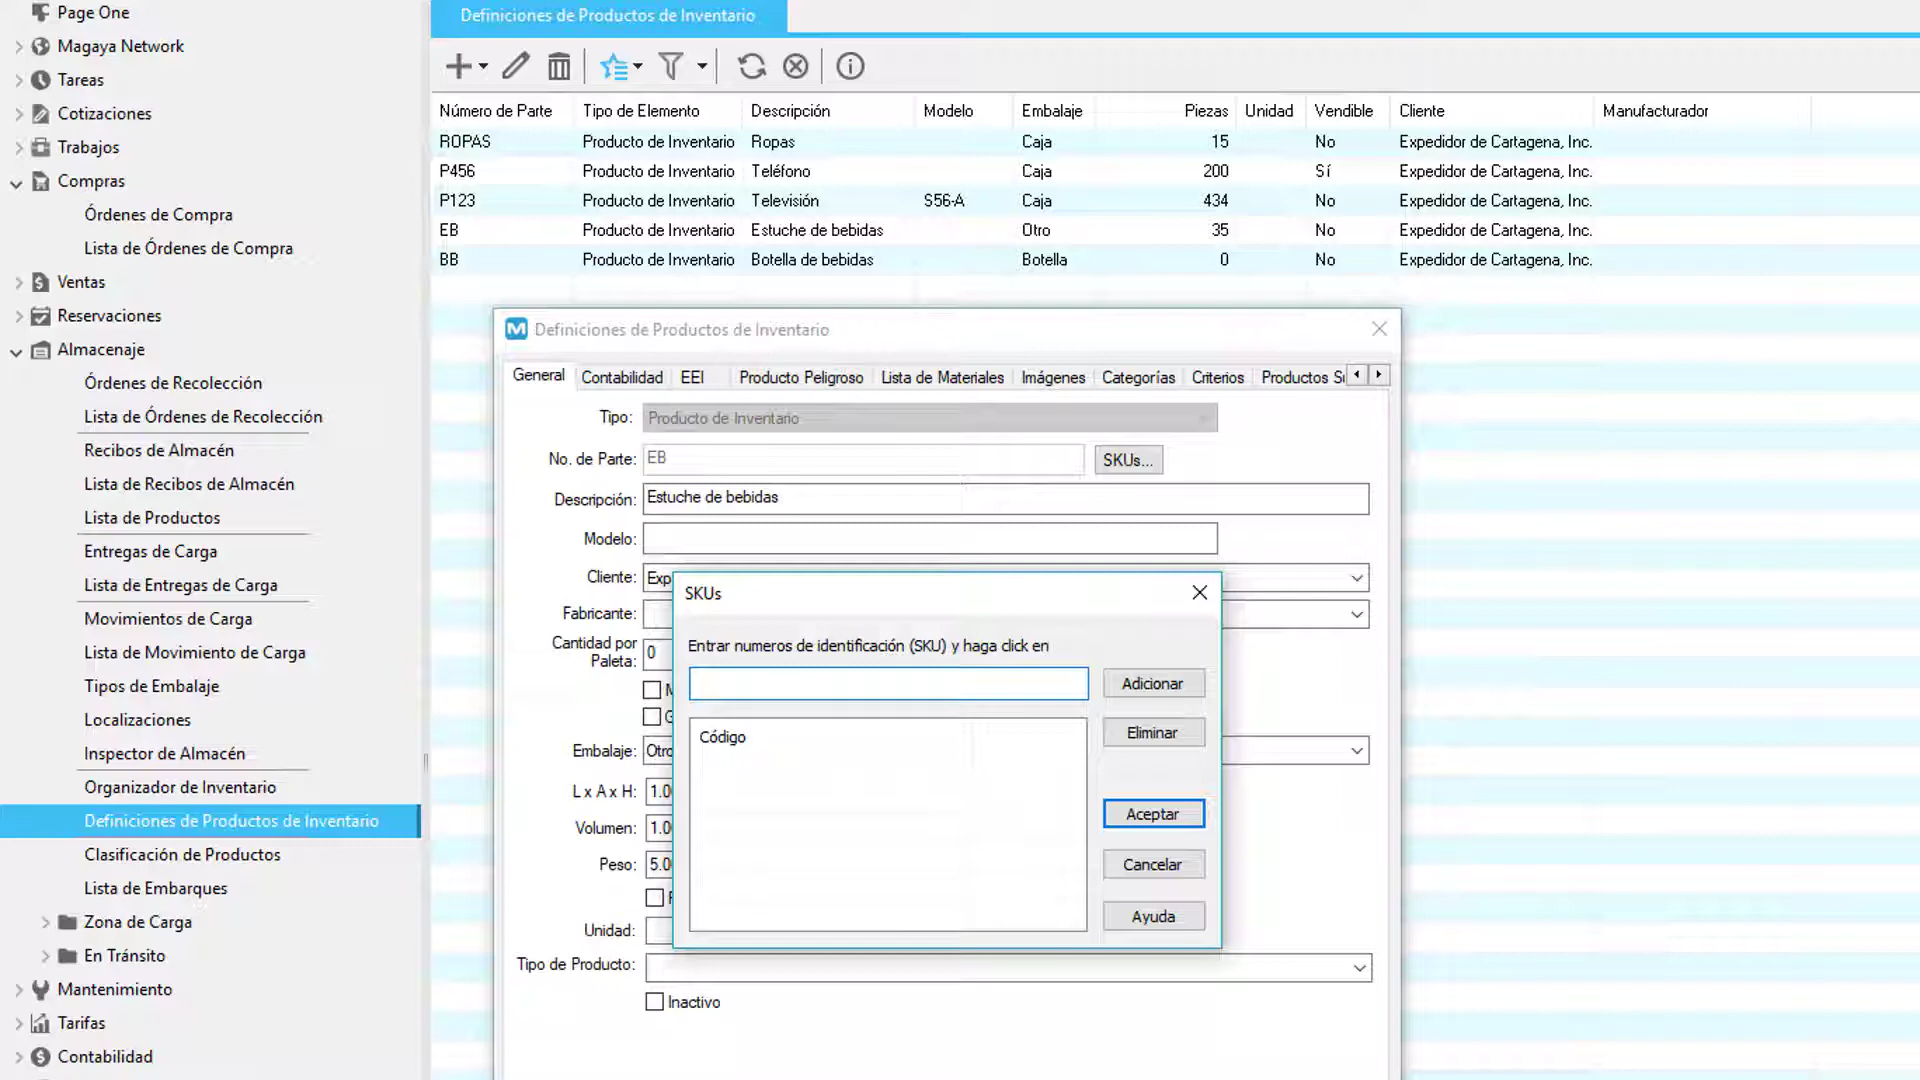 Page One
Magaya Network
Tareas
Cotizaciones
Trabajos
Compras
Órdenes de Compra
Lista de Órdenes de Compra
Ventas
Reservaciones
Almacenaje
Órdenes de Recolección
Lista de Órdenes de Recolección
Recibos de Almacén
Lista de Recibos de Almacén
Lista de Productos
Entregas de Carga
Lista de Entregas de Carga
Movimientos de Carga
Lista de Movimiento de Carga
Tipos de Embalaje
Localizaciones
Inspector de Almacén
Organizador de Inventario
Definiciones de Productos de Inventario
Clasificación de Productos
Lista de Embarques
Zona de Carga
En Tránsito
Mantenimiento
Tarifas
Contabilidad
Definiciones de Productos de Inventario
Número de Parte Tipo de Elemento Descripción Modelo Embalaje Piezas Unidad Vendible Cliente Manufacturador
ROPAS Producto de Inventario Ropas Caja 15 No Expedidor de Cartagena, Inc.
P456 Producto de Inventario Teléfono Caja 200 Sí Expedidor de Cartagena, Inc.
P123 Producto de Inventario Televisión S56-A Caja 434 No Expedidor de Cartagena, Inc.
EB Producto de Inventario Estuche de bebidas Otro 35 No Expedidor de Cartagena, Inc.
BB Producto de Inventario Botella de bebidas Botella 0 No Expedidor de Cartagena, Inc.
M Definiciones de Productos de Inventario
General Contabilidad EEI Producto Peligroso Lista de Materiales Imágenes Categorías Criterios Productos Su
Tipo: Producto de Inventario
No. de Parte: EB SKUs...
Descripción: Estuche de bebidas
Modelo:
Cliente: Exp
Fabricante:
Cantidad por
Paleta: 0
Embalaje: Otro
L x A x H: 1.0
Volumen: 1.0
Peso: 5.0
Unidad:
Tipo de Producto:
Inactivo
SKUs
Entrar numeros de identificación (SKU) y haga click en
Adicionar
Código
Eliminar
Aceptar
Cancelar
Ayuda